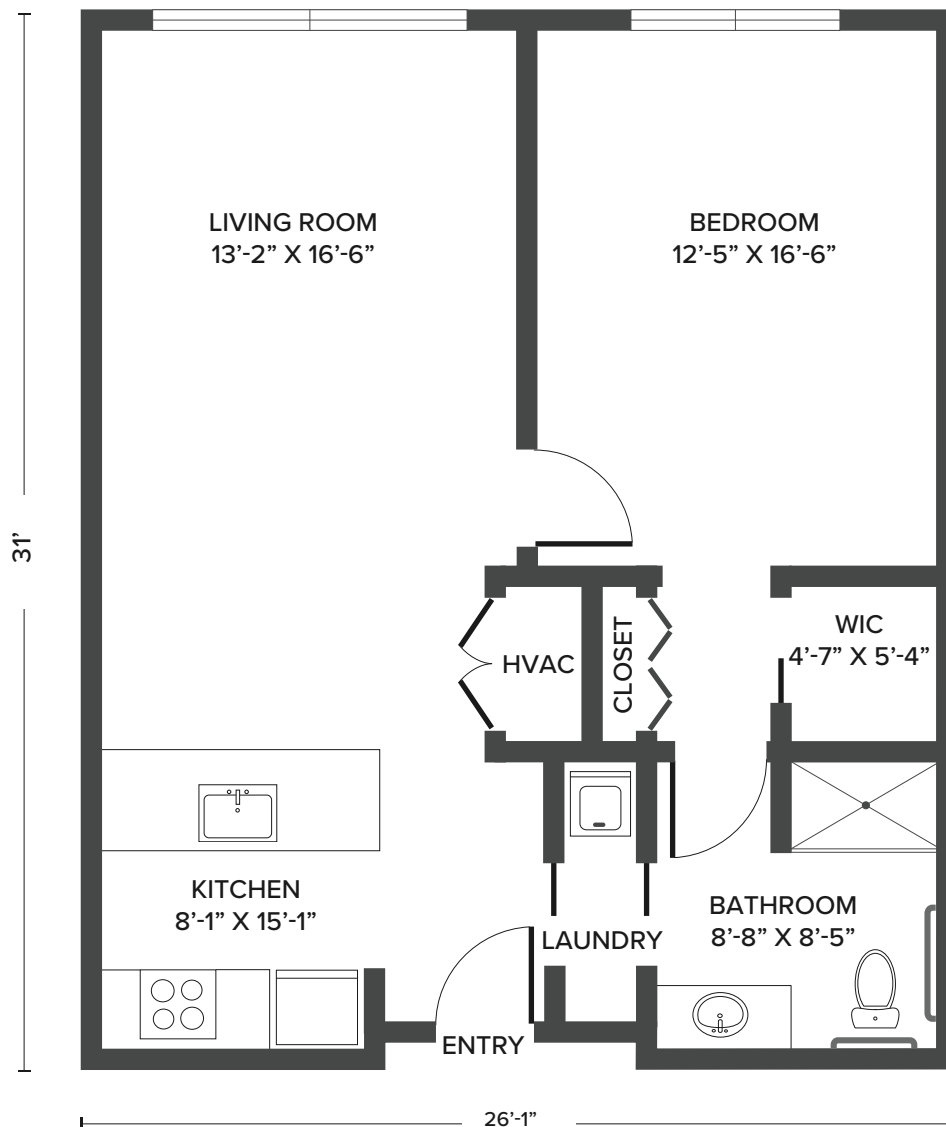 LIVING ROOM
13’-2” X 16’-6”
BEDROOM
12’-5” X 16’-6”
31’
HVAC
CLOSET
WIC
4’-7” X 5’-4”
KITCHEN
8’-1” X 15’-1”
LAUNDRY
BATHROOM
8’-8” X 8’-5”
ENTRY
26’-1”